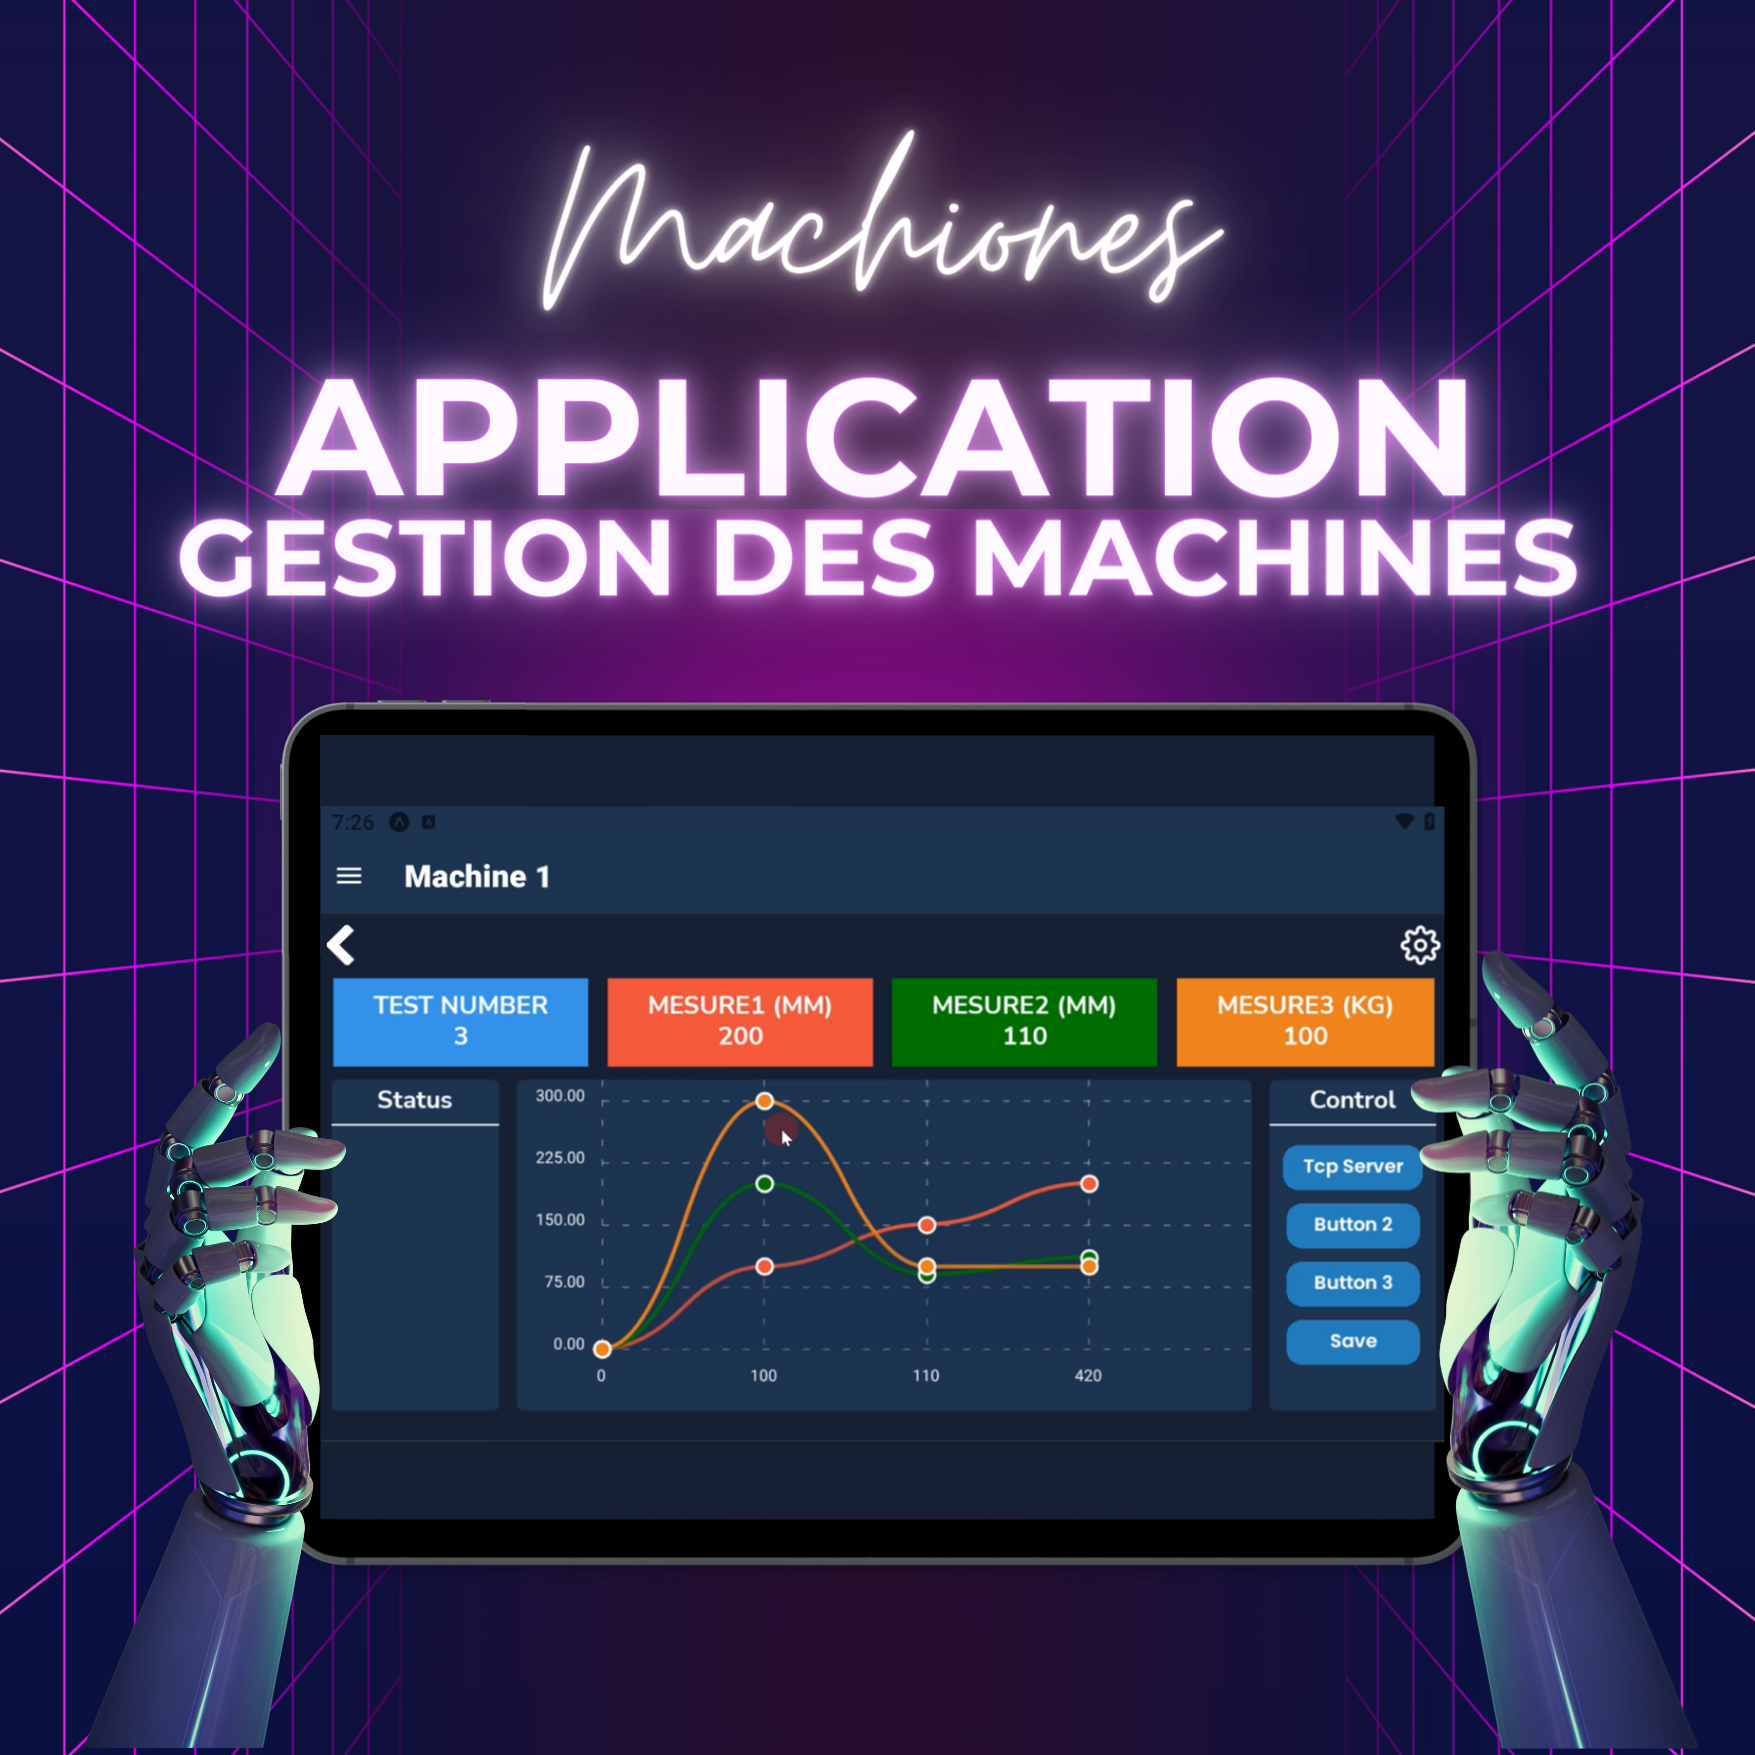 Machiones
APPLICATION
GESTION DES MACHINES
7:26
Machine 1
TEST NUMBER
3
MESURE1 (MM)
200
MESURE2 (MM)
110
MESURE3 (KG)
100
Status
300.00
225.00
150.00
75.00
0.00
0
100
110
420
Control
Tcp Server
Button 2
Button 3
Save